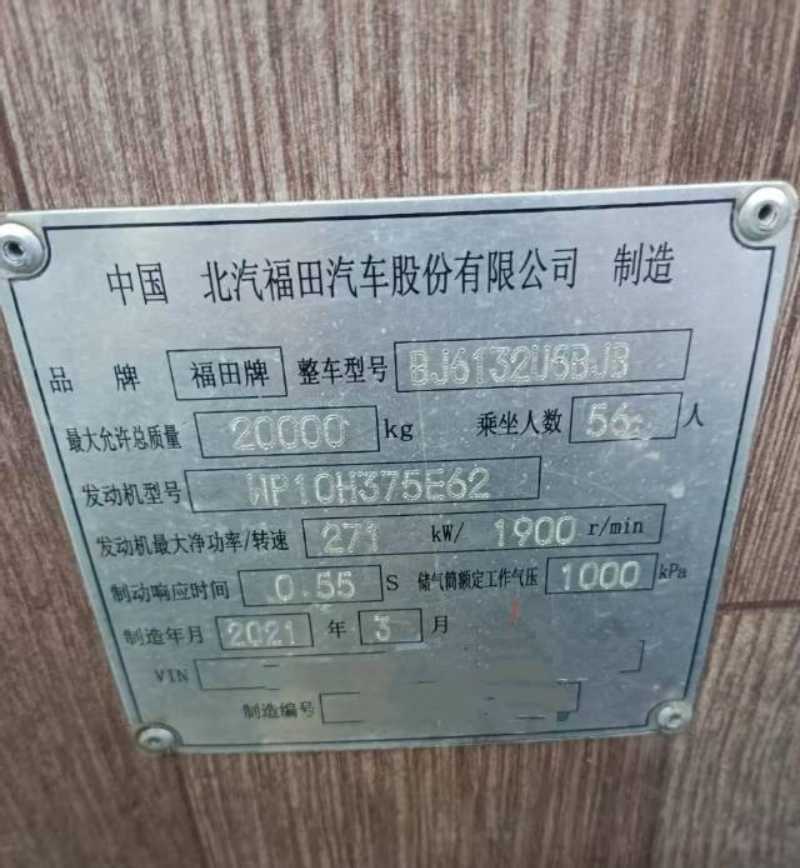 中国 北汽福田汽车股份有限公司 制造
品 牌 福田牌 整车型号 BJ6132U6BJB
最大允许总质量 20000 kg 乘坐人数 56 人
发动机型号 WP10H375E62
发动机最大净功率/转速 271 kW/ 1900 r/min
制动响应时间 0.55 S 储气筒额定工作气压 1000 kPa
制造年月 2021 年 3 月
VIN
制造编号